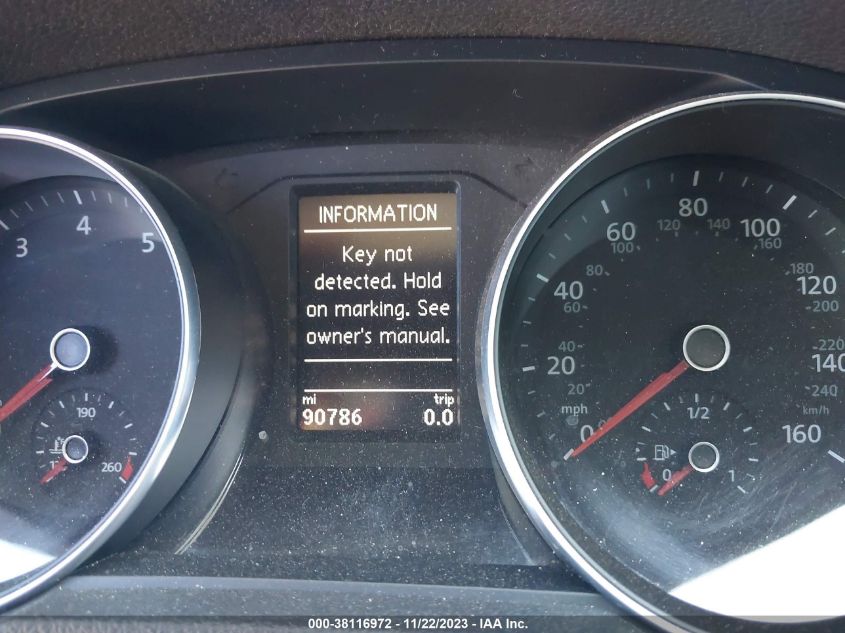 INFORMATION
Key not
detected. Hold
on marking. See
owner's manual.
mi trip
90786 0.0
3 4 5
190
260
0 20 40 60 80 100 120 140 160
20 40 60 80 100 120 140 160 180 200 220 240
mph
km/h
0 1/2 1
000-38116972 - 11/22/2023 - IAA Inc.